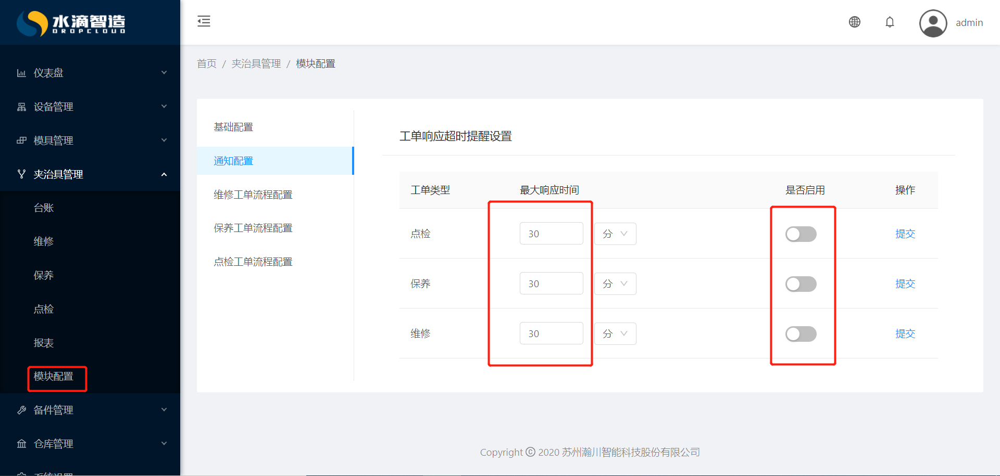 水滴智造
DROPCLOUD
admin
仪表盘
设备管理
模具管理
夹治具管理
台账
维修
保养
点检
报表
模块配置
备件管理
仓库管理
系统设置
首页 / 夹治具管理 / 模块配置
基础配置
通知配置
维修工单流程配置
保养工单流程配置
点检工单流程配置
工单响应超时提醒设置
工单类型 最大响应时间 是否启用 操作
点检 30 分 提交
保养 30 分 提交
维修 30 分 提交
Copyright © 2020 苏州瀚川智能科技股份有限公司